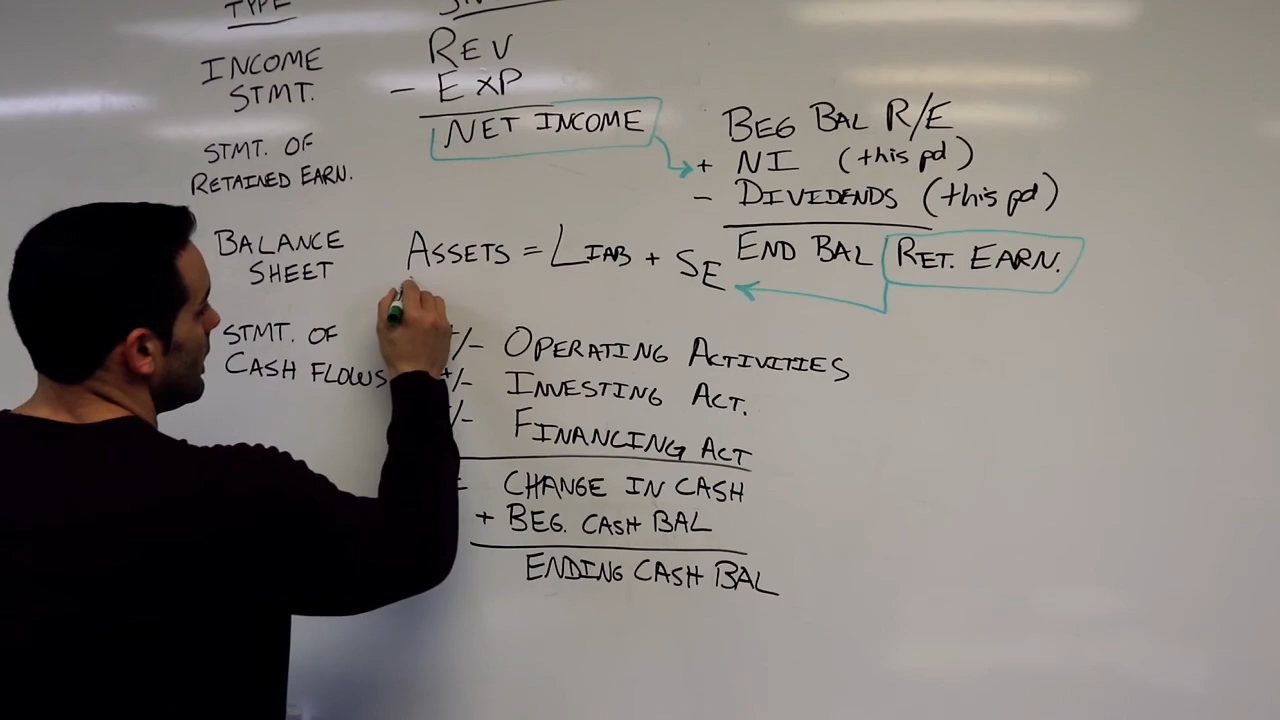 TYPE
INCOME
STMT.
STMT. OF
RETAINED EARN.
BALANCE
SHEET
STMT. OF
CASH FLOWS
REV
- EXP
NET INCOME
BEG BAL R/E
+ NI (this pd)
- DIVIDENDS (this pd)
END BAL RET. EARN.
ASSETS = LIAB + SE
+/- OPERATING ACTIVITIES
+/- INVESTING ACT.
/- FINANCING ACT
= CHANGE IN CASH
+ BEG. CASH BAL
ENDING CASH BAL